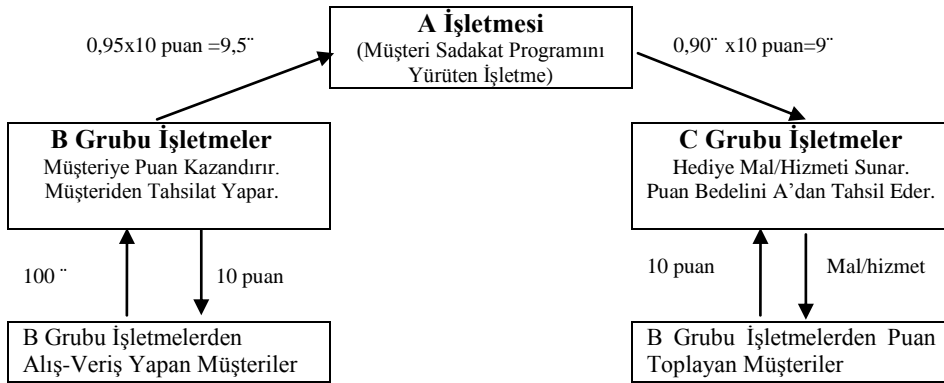 A İşletmesi
(Müşteri Sadakat Programını
Yürüten İşletme)
0,95x10 puan =9,5¨
0,90¨ x10 puan=9¨
B Grubu İşletmeler
Müşteriye Puan Kazandırır.
Müşteriden Tahsilat Yapar.
C Grubu İşletmeler
Hediye Mal/Hizmeti Sunar.
Puan Bedelini A’dan Tahsil Eder.
100 ¨
10 puan
10 puan
Mal/hizmet
B Grubu İşletmelerden
Alış-Veriş Yapan Müşteriler
B Grubu İşletmelerden Puan
Toplayan Müşteriler